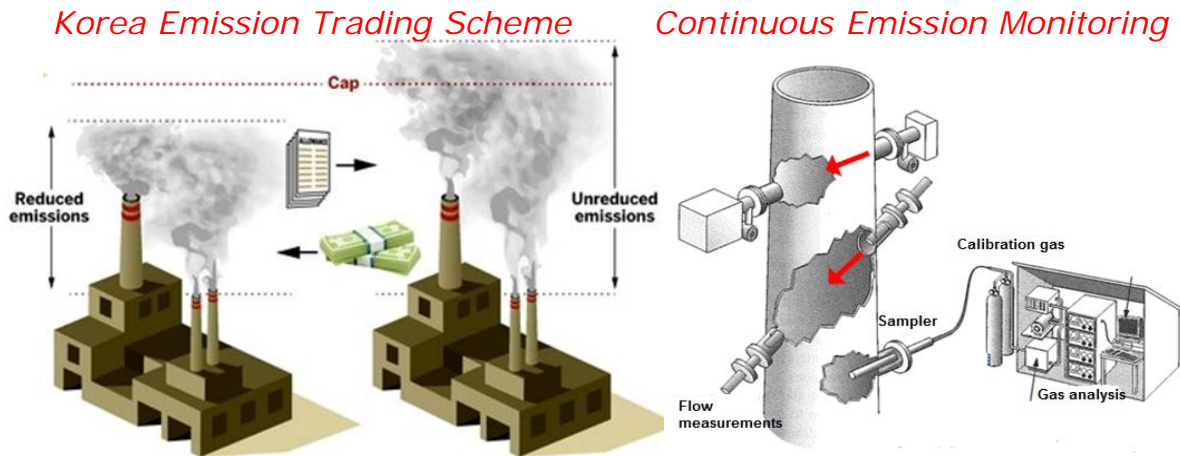 Korea Emission Trading Scheme
Continuous Emission Monitoring
Cap
ALLOWANCE
Reduced
emissions
Unreduced
emissions
Calibration gas
Sampler
Flow
measurements
Gas analysis